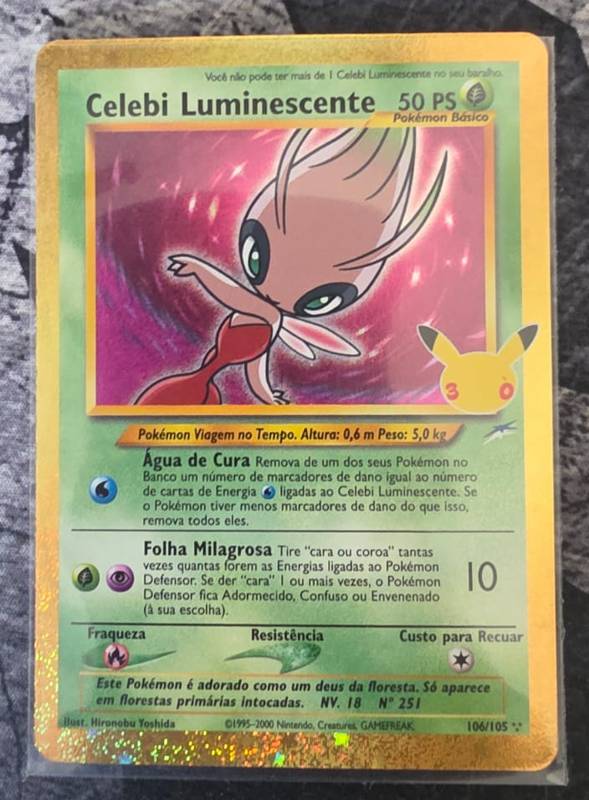 Você não pode ter mais de 1 Celebi Luminescente no seu baralho.
Celebi Luminescente 50 PS
Pokémon Básico
30
Pokémon Viagem no Tempo. Altura: 0,6 m Peso: 5,0 kg
Água de Cura Remova de um dos seus Pokémon no
Banco um número de marcadores de dano igual ao número
de cartas de Energia ligadas ao Celebi Luminescente. Se
o Pokémon tiver menos marcadores de dano do que isso,
remova todos eles.
Folha Milagrosa Tire "cara ou coroa" tantas
vezes quantas forem as Energias ligadas ao Pokémon
Defensor. Se der "cara" 1 ou mais vezes, o Pokémon
Defensor fica Adormecido, Confuso ou Envenenado
(à sua escolha).
10
Fraqueza Resistência Custo para Recuar
Este Pokémon é adorado como um deus da floresta. Só aparece
em florestas primárias intocadas. NV. 18 Nº 251
Ilust. Hironobu Yoshida ©1995-2000 Nintendo, Creatures, GAMEFREAK. 106/105